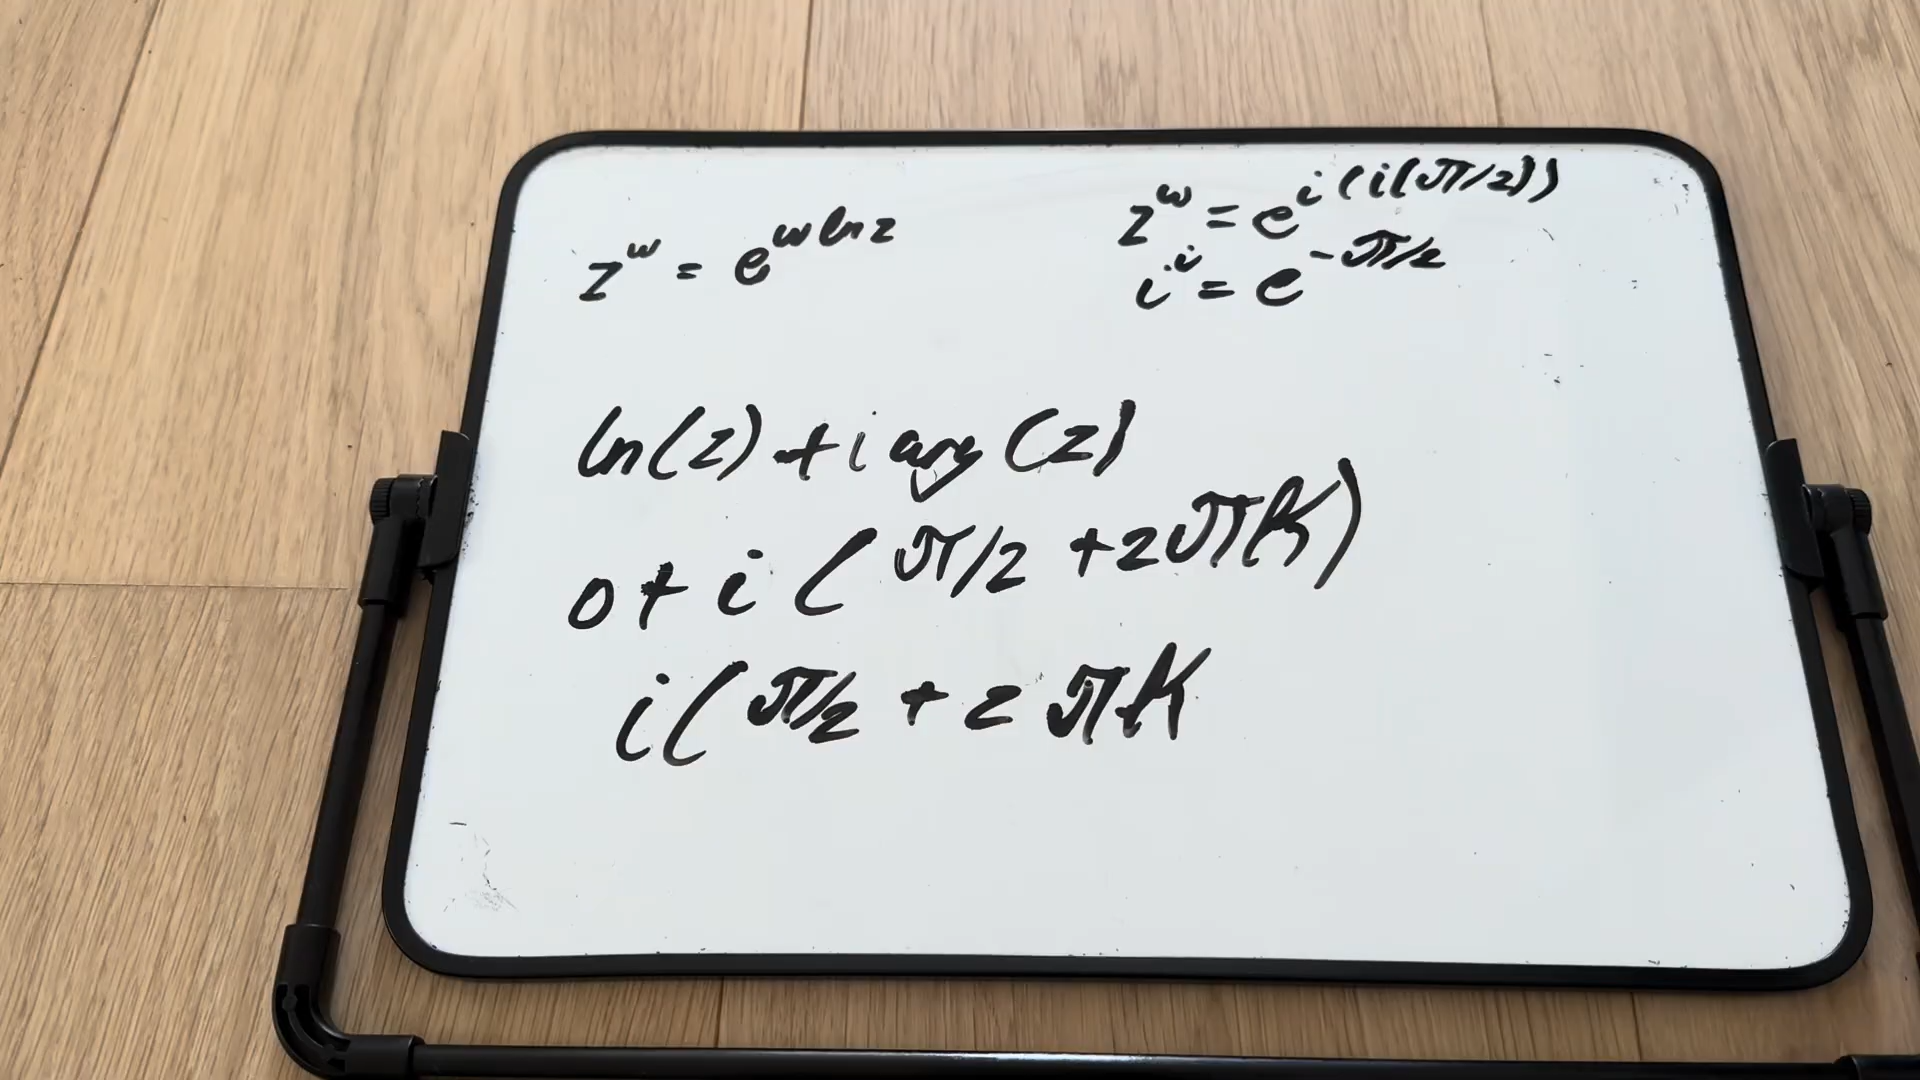 z^w = e^{w ln z}
z^w = e^{i(i(π/2))}
i^i = e^{-π/2}
ln(z) + i arg(z)
0 + i(π/2 + 2πk)
i(π/2 + 2πk